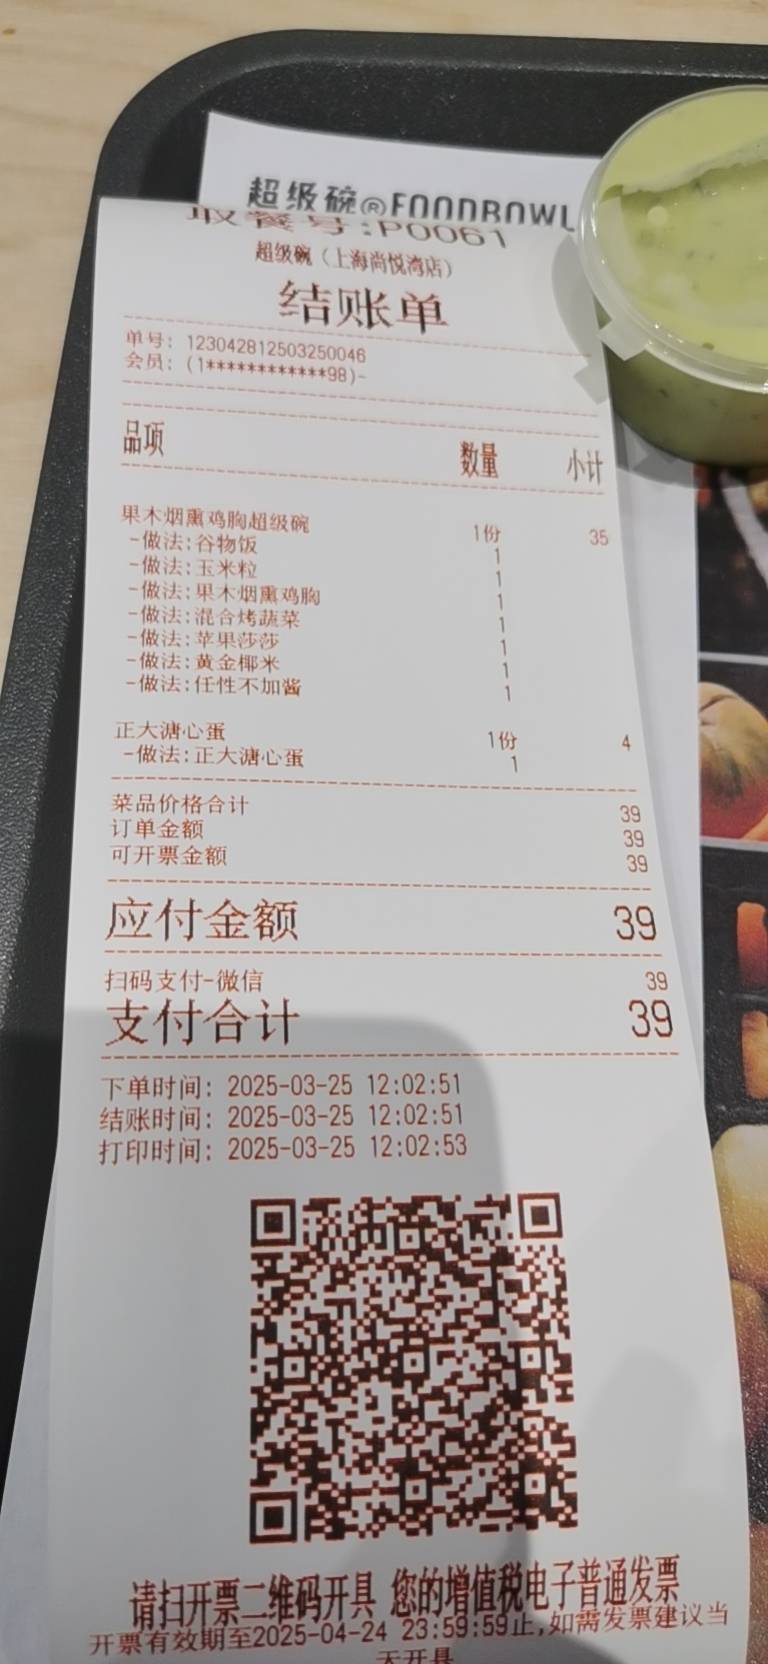 超级碗®FOODBOWL
取餐号:P0061
超级碗（上海尚悦湾店）
结账单
单号: 123042812503250046
会员: (1************98)-
品项 数量 小计
果木烟熏鸡胸超级碗 1份 35
-做法:谷物饭 1
-做法:玉米粒 1
-做法:果木烟熏鸡胸 1
-做法:混合烤蔬菜 1
-做法:苹果莎莎 1
-做法:黄金椰米 1
-做法:任性不加酱 1
正大溏心蛋 1份 4
-做法:正大溏心蛋 1
菜品价格合计 39
订单金额 39
可开票金额 39
应付金额 39
扫码支付-微信 39
支付合计 39
下单时间: 2025-03-25 12:02:51
结账时间: 2025-03-25 12:02:51
打印时间: 2025-03-25 12:02:53
请扫开票二维码开具 您的增值税电子普通发票
开票有效期至2025-04-24 23:59:59止,如需发票建议当
天开具